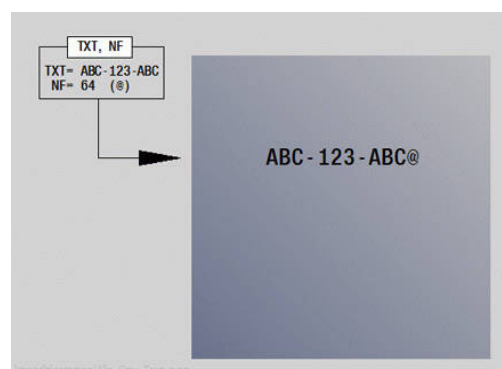 TXT, NF
TXT= ABC-123-ABC
NF= 64 (@)
ABC-123-ABC@